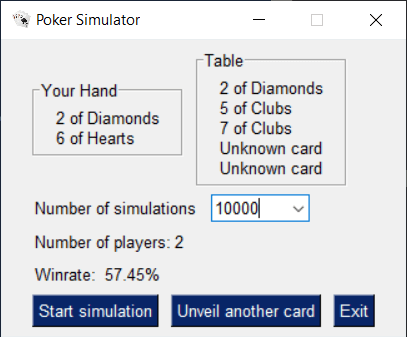 Poker Simulator
Your Hand
2 of Diamonds
6 of Hearts
Table
2 of Diamonds
5 of Clubs
7 of Clubs
Unknown card
Unknown card
Number of simulations 10000
Number of players: 2
Winrate: 57.45%
Start simulation Unveil another card Exit